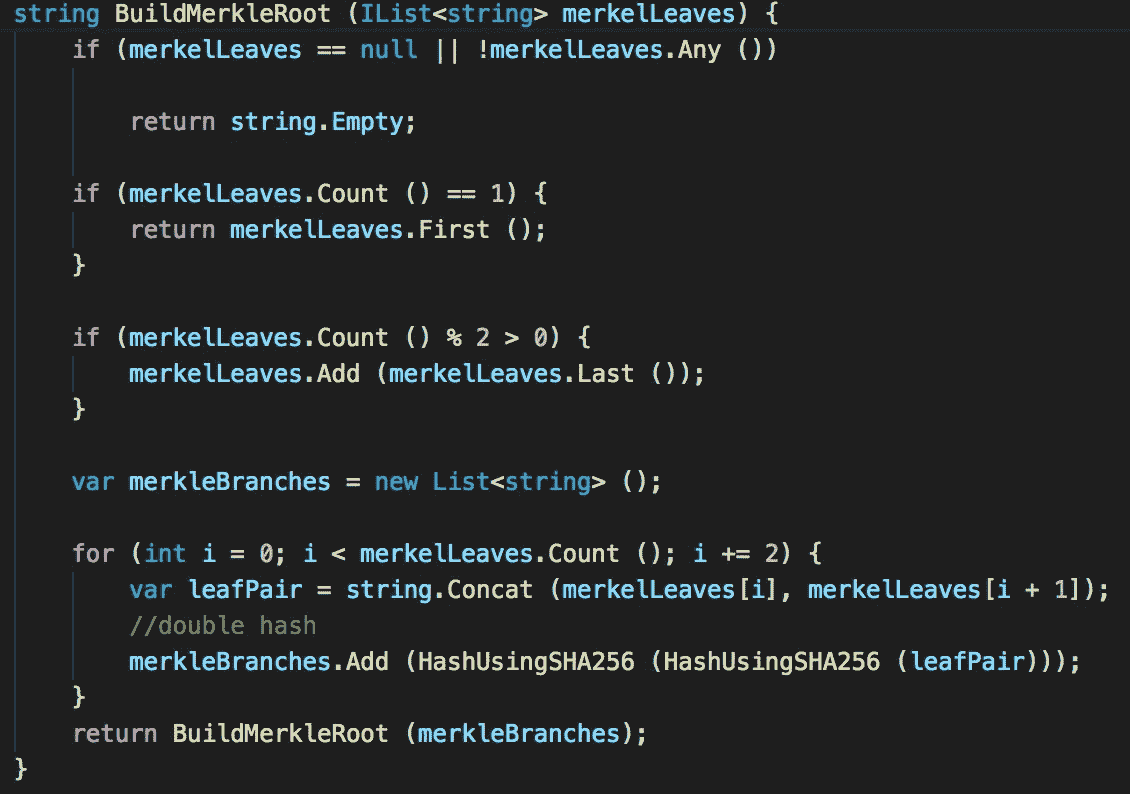 string BuildMerkleRoot (IList<string> merkelLeaves) {
if (merkelLeaves == null || !merkelLeaves.Any ())
return string.Empty;
if (merkelLeaves.Count () == 1) {
return merkelLeaves.First ();
}
if (merkelLeaves.Count () % 2 > 0) {
merkelLeaves.Add (merkelLeaves.Last ());
}
var merkleBranches = new List<string> ();
for (int i = 0; i < merkelLeaves.Count (); i += 2) {
var leafPair = string.Concat (merkelLeaves[i], merkelLeaves[i + 1]);
//double hash
merkleBranches.Add (HashUsingSHA256 (HashUsingSHA256 (leafPair)));
}
return BuildMerkleRoot (merkleBranches);
}